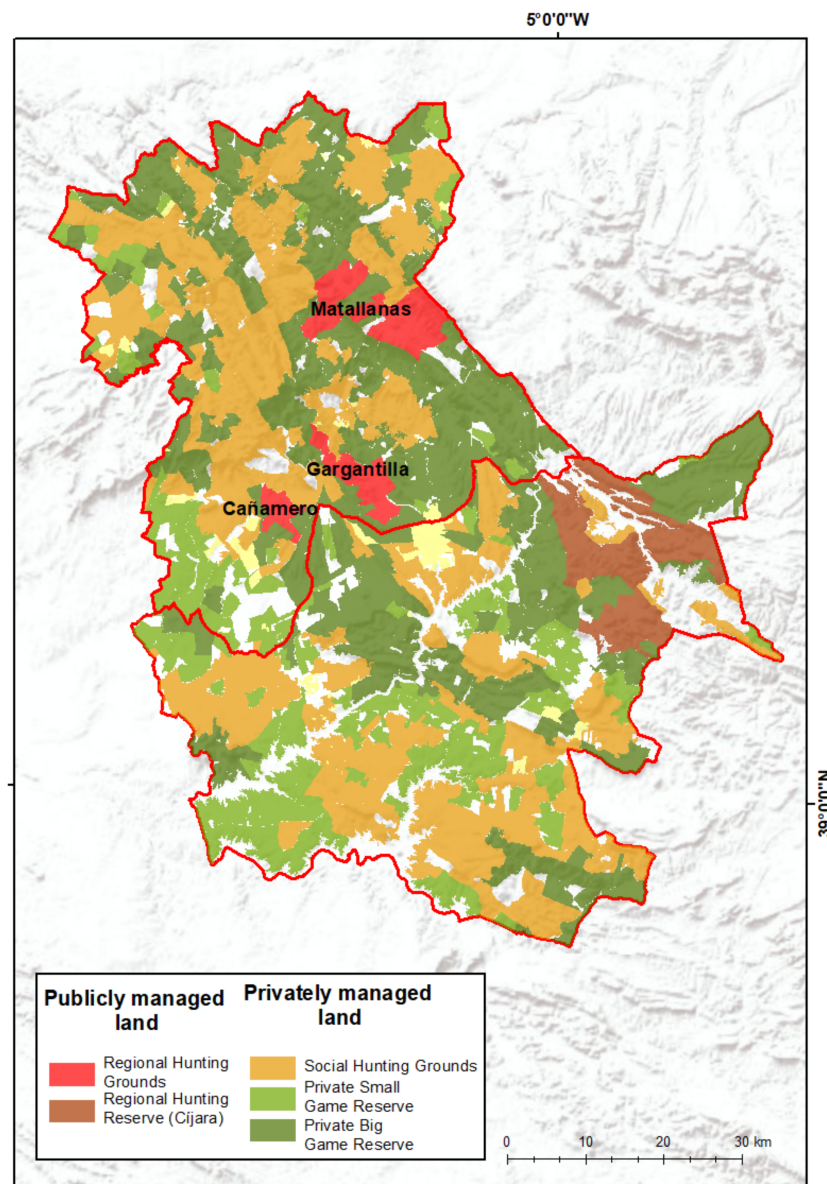 5°0'0"W
Matallanas
Gargantilla
Cañamero
39°0'0"N
Publicly managed
land
Privately managed
land
Regional Hunting
Grounds
Regional Hunting
Reserve (Cíjara)
Social Hunting Grounds
Private Small
Game Reserve
Private Big
Game Reserve
0 10 20 30 km